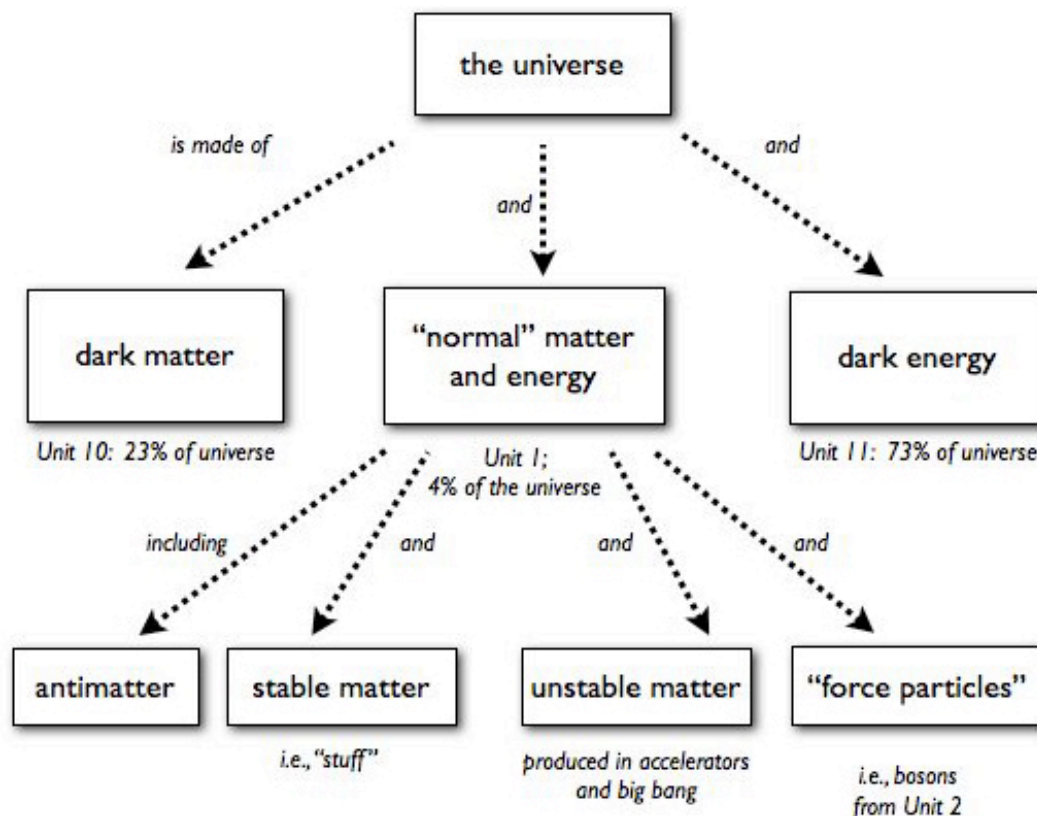 the universe
is made of
and
and
dark matter
“normal” matter
and energy
dark energy
Unit 10: 23% of universe
Unit 1;
4% of the universe
Unit 11: 73% of universe
including
and
and
and
antimatter
stable matter
unstable matter
“force particles”
i.e., “stuff”
produced in accelerators
and big bang
i.e., bosons
from Unit 2